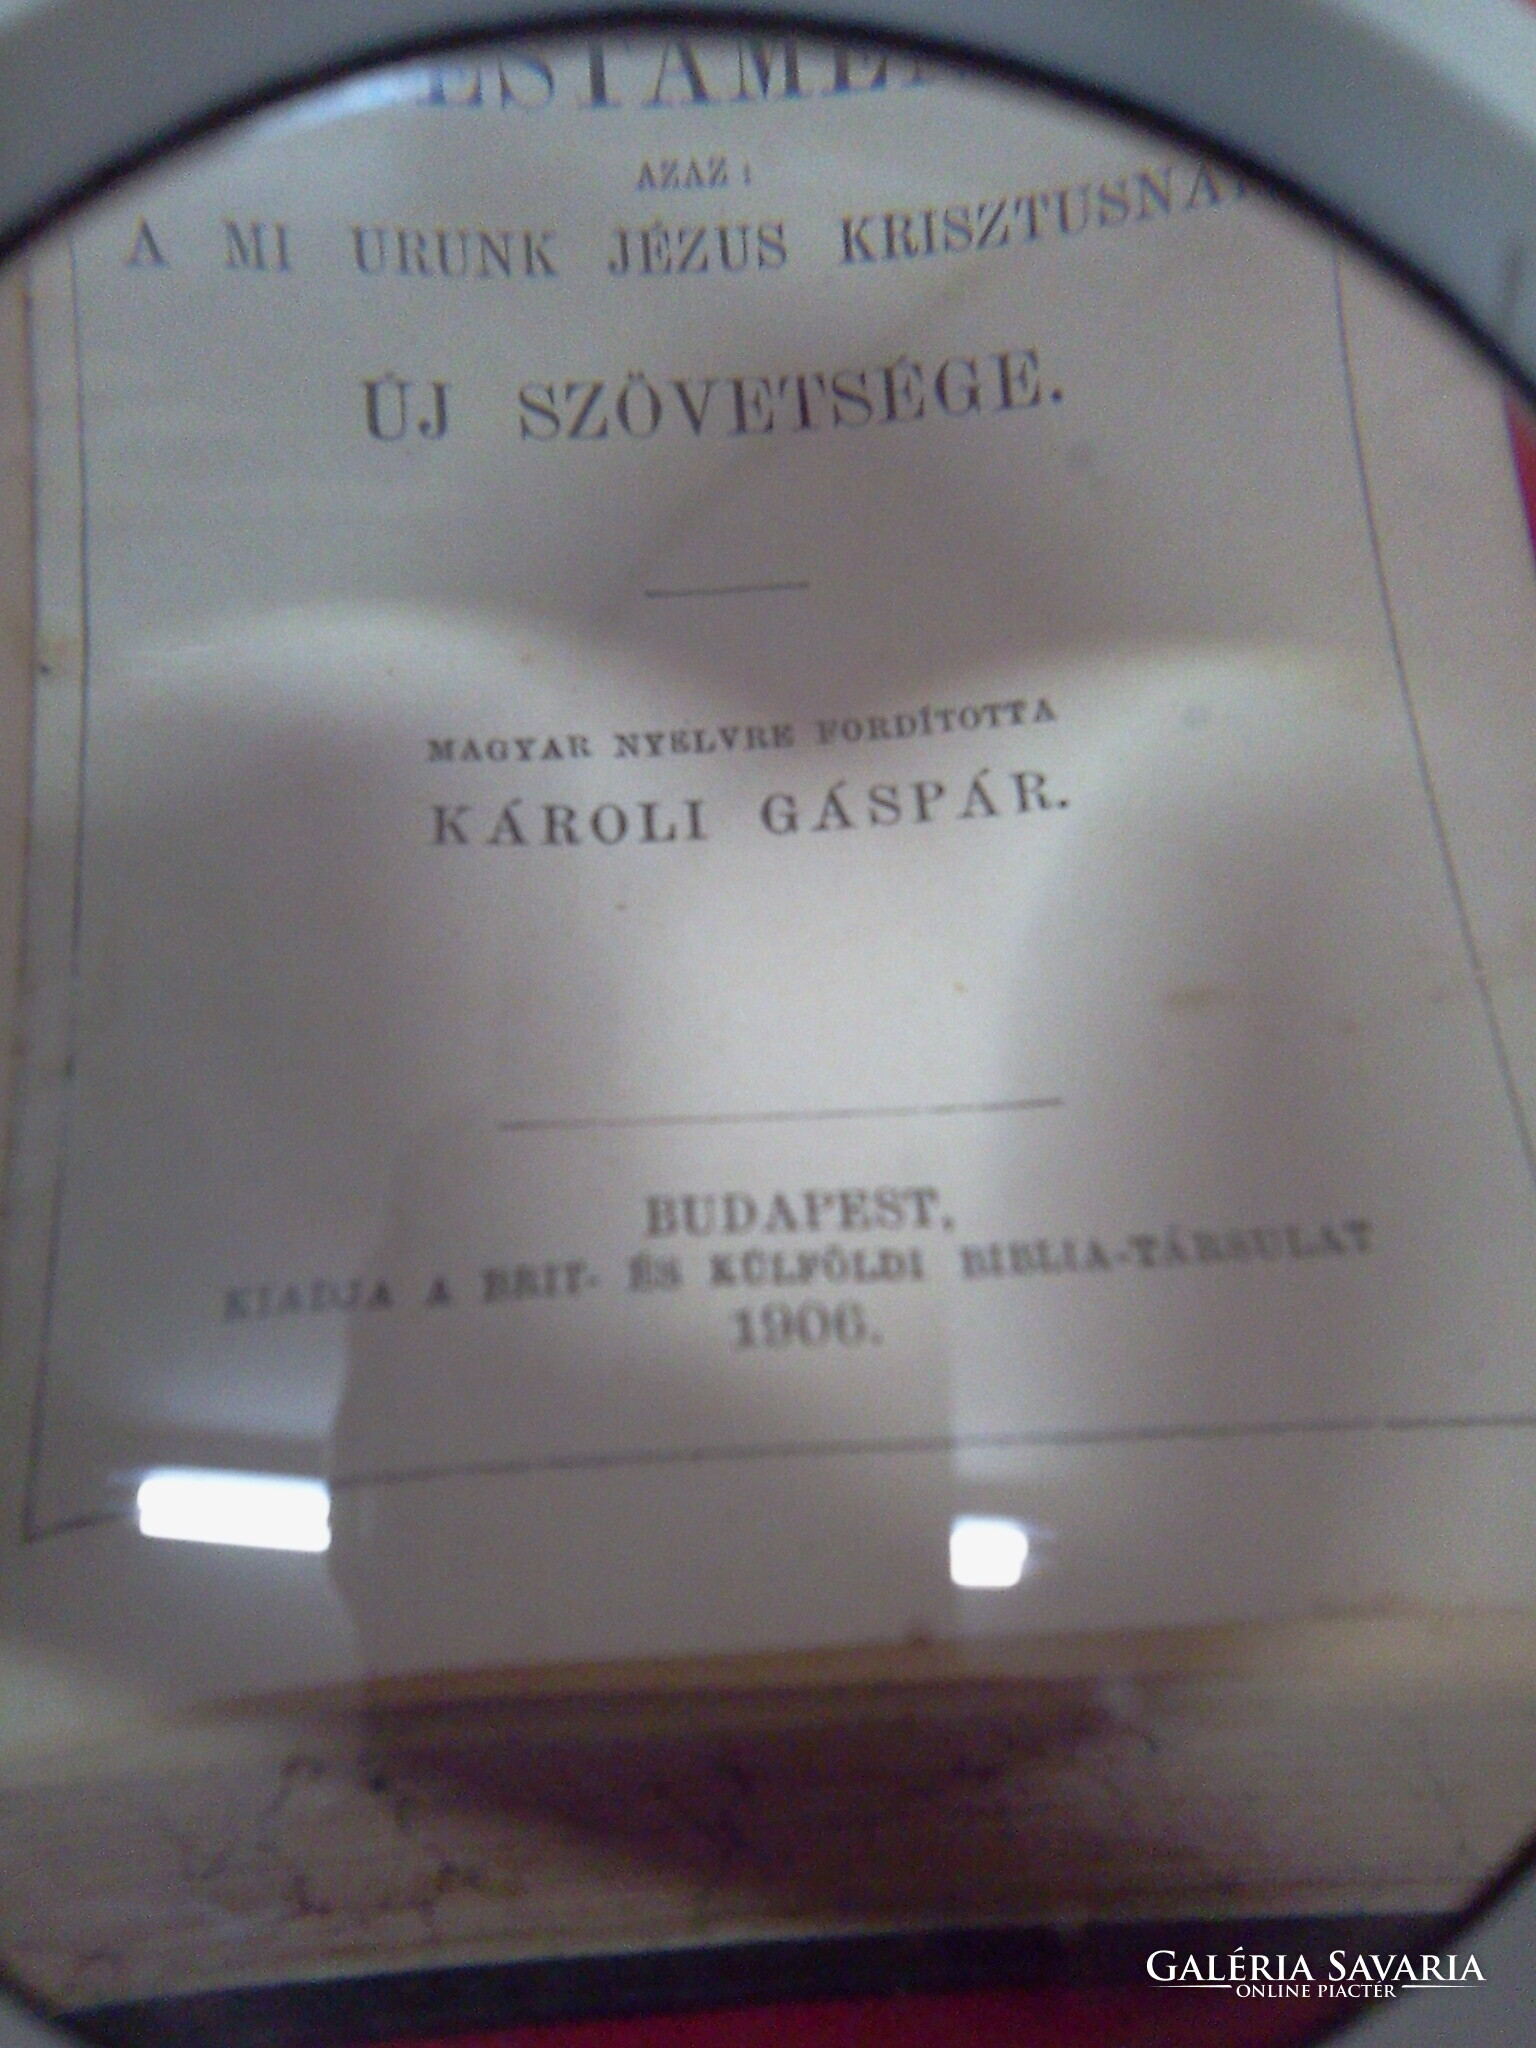 AZAZ:
A MI URUNK JÉZUS
ÚJ SZÖVETSÉGE.
MAGYAR NYELVRE FORDÍTOTTA
KÁROLI GÁSPÁR.
BUDAPEST,
KIADJA A BRIT- ÉS KÜLFÖLDI BIBLIA-TÁRSULAT
1906.
GALÉRIA SAVARIA
ONLINE PIACTÉR